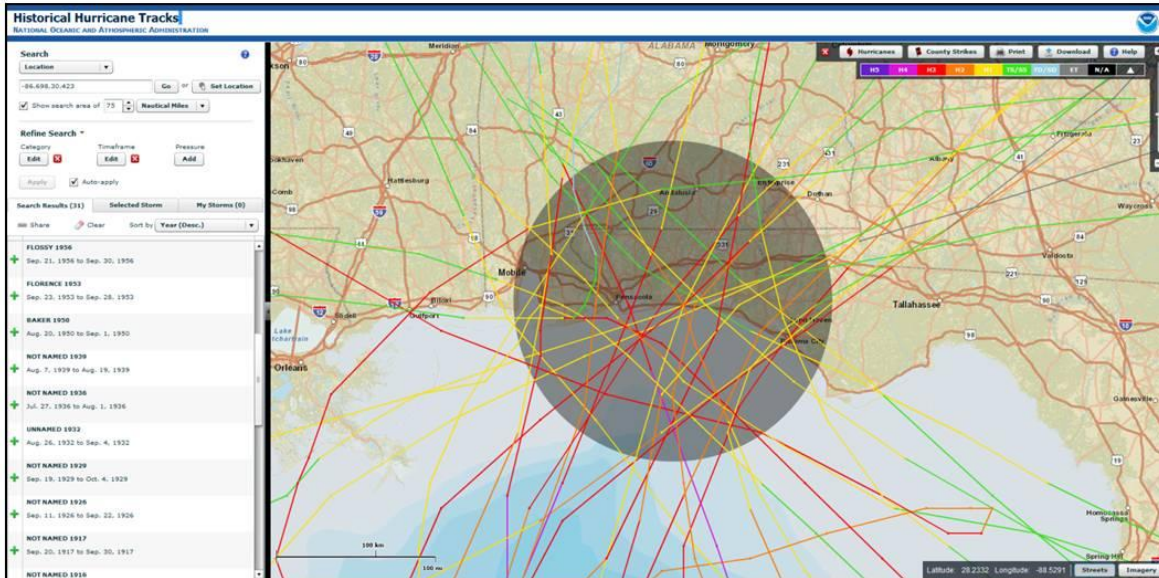 Historical Hurricane Tracks
National Oceanic and Atmospheric Administration
Search
Location
-86.698,30.423 Go or Set Location
Show search area of 75 Nautical Miles
Refine Search
Category Timeframe Pressure
Edit Edit Add
Apply Auto-apply
Search Results (31) Selected Storm My Storms (0)
Share Clear Sort by Year (Desc.)
FLOSSY 1956
Sep. 21, 1956 to Sep. 30, 1956
FLORENCE 1953
Sep. 23, 1953 to Sep. 28, 1953
BAKER 1950
Aug. 20, 1950 to Sep. 1, 1950
NOT NAMED 1939
Aug. 7, 1939 to Aug. 19, 1939
NOT NAMED 1936
Jul. 27, 1936 to Aug. 1, 1936
UNNAMED 1932
Aug. 26, 1932 to Sep. 4, 1932
NOT NAMED 1929
Sep. 19, 1929 to Oct. 4, 1929
NOT NAMED 1926
Sep. 11, 1926 to Sep. 22, 1926
NOT NAMED 1917
Sep. 20, 1917 to Sep. 30, 1917
NOT NAMED 1916
Hurricanes County Strikes Print Download Help
H5 H4 H3 H2 H1 TS/SS TD/SD ET N/A
Meridian
ALABAMA
Montgomery
Hattiesburg
Andalusia
Enterprise
Dothan
Albany
Fitzgerald
Waycross
Valdosta
Mobile
Biloxi
Gulfport
Slidell
Pensacola
Tallahassee
Panama City
Lake
Orleans
Gainesville
Homosassa
Springs
Spring Hill
100 km
100 mi
Latitude: 28.2332 Longitude: -88.5291 Streets Imagery